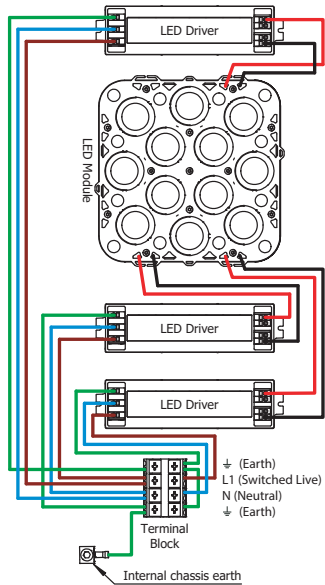 LED Driver
LED Module
LED Driver
LED Driver
⏚ (Earth)
L1 (Switched Live)
N (Neutral)
⏚ (Earth)
Terminal
Block
Internal chassis earth